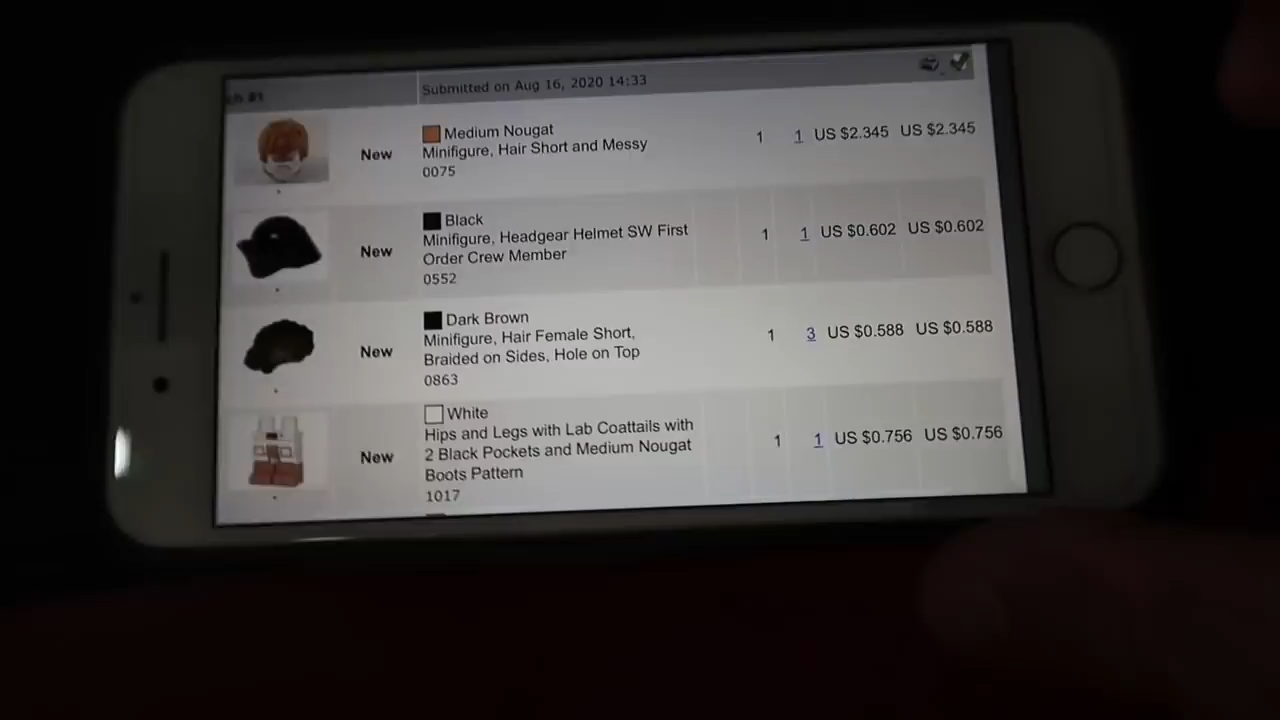 Submitted on Aug 16, 2020 14:33
New
Medium Nougat
Minifigure, Hair Short and Messy
0075
1 1 US $2.345 US $2.345
New
Black
Minifigure, Headgear Helmet SW First
Order Crew Member
0552
1 1 US $0.602 US $0.602
New
Dark Brown
Minifigure, Hair Female Short,
Braided on Sides, Hole on Top
0863
1 3 US $0.588 US $0.588
New
White
Hips and Legs with Lab Coattails with
2 Black Pockets and Medium Nougat
Boots Pattern
1017
1 1 US $0.756 US $0.756